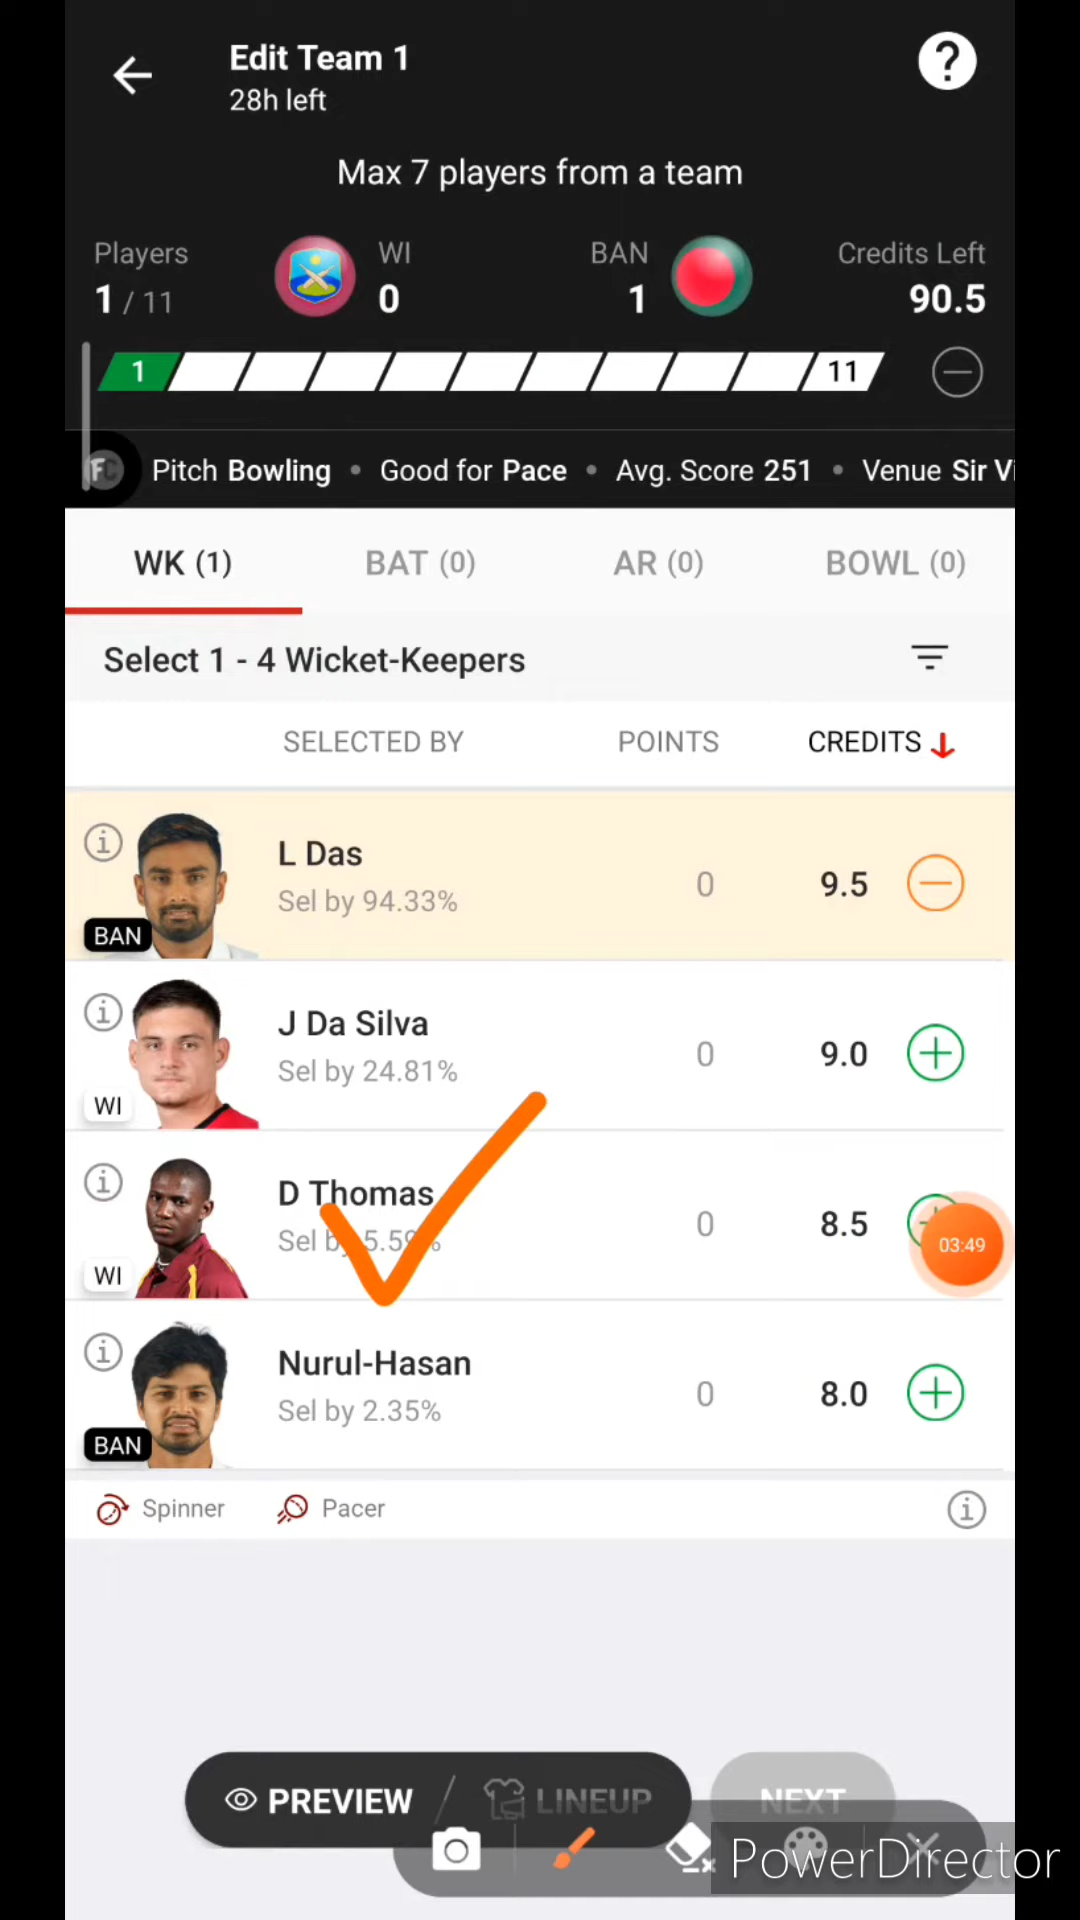 Edit Team 1
?
28h left
Max 7 players from a team
Players WI BAN Credits Left
1 / 11 0 1 90.5
1 11
Pitch Bowling • Good for Pace • Avg. Score 251 • Venue Sir Vi
WK (1) BAT (0) AR (0) BOWL (0)
Select 1 - 4 Wicket-Keepers
SELECTED BY POINTS CREDITS
L Das
Sel by 94.33% 0 9.5
BAN
J Da Silva
Sel by 24.81% 0 9.0
WI
D Thomas
Sel by 5.59% 0 8.5
03:49
WI
Nurul-Hasan
Sel by 2.35% 0 8.0
BAN
Spinner Pacer
PREVIEW / LINEUP NEXT
PowerDirector